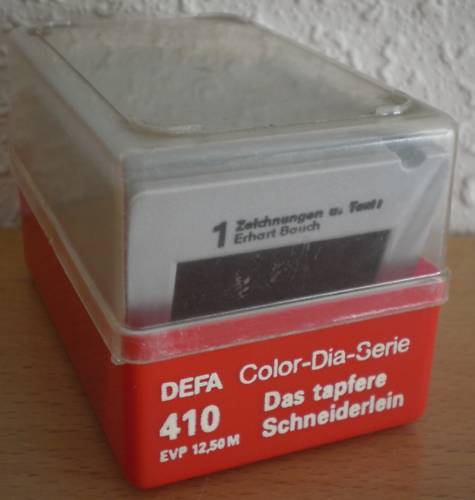 1 Zeichnungen u. Text:
Erhart Bauch
DEFA Color-Dia-Serie
410 Das tapfere
EVP 12,50 M Schneiderlein